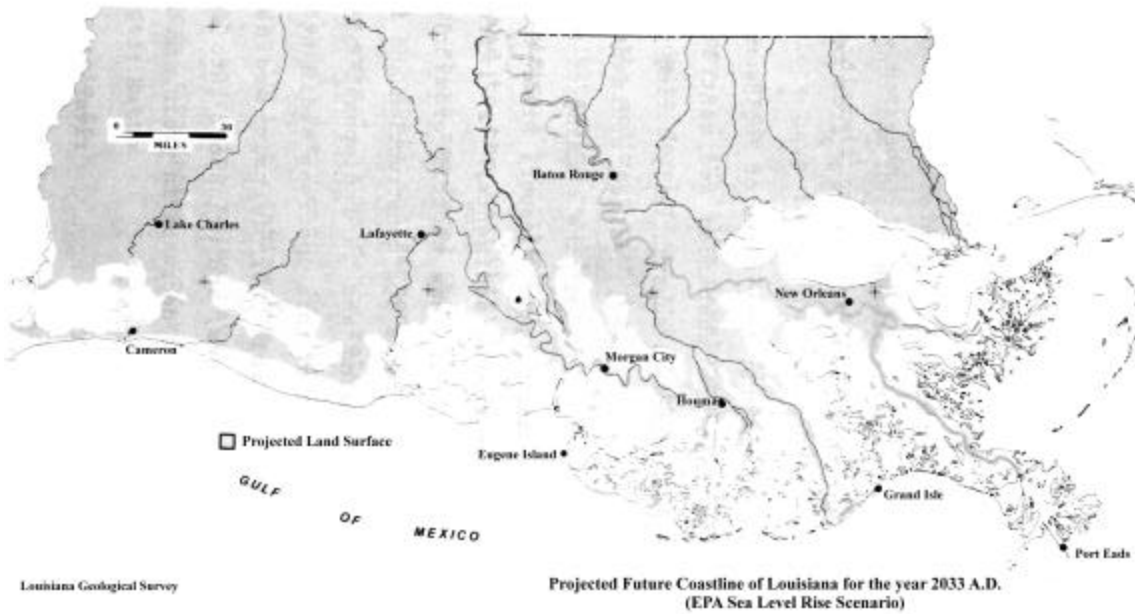 0 50
MILES
Baton Rouge
Lake Charles
Lafayette
New Orleans
Cameron
Morgan City
Houma
Projected Land Surface
Eugene Island
GULF OF MEXICO
Grand Isle
Port Eads
Louisiana Geological Survey
Projected Future Coastline of Louisiana for the year 2033 A.D.
(EPA Sea Level Rise Scenario)